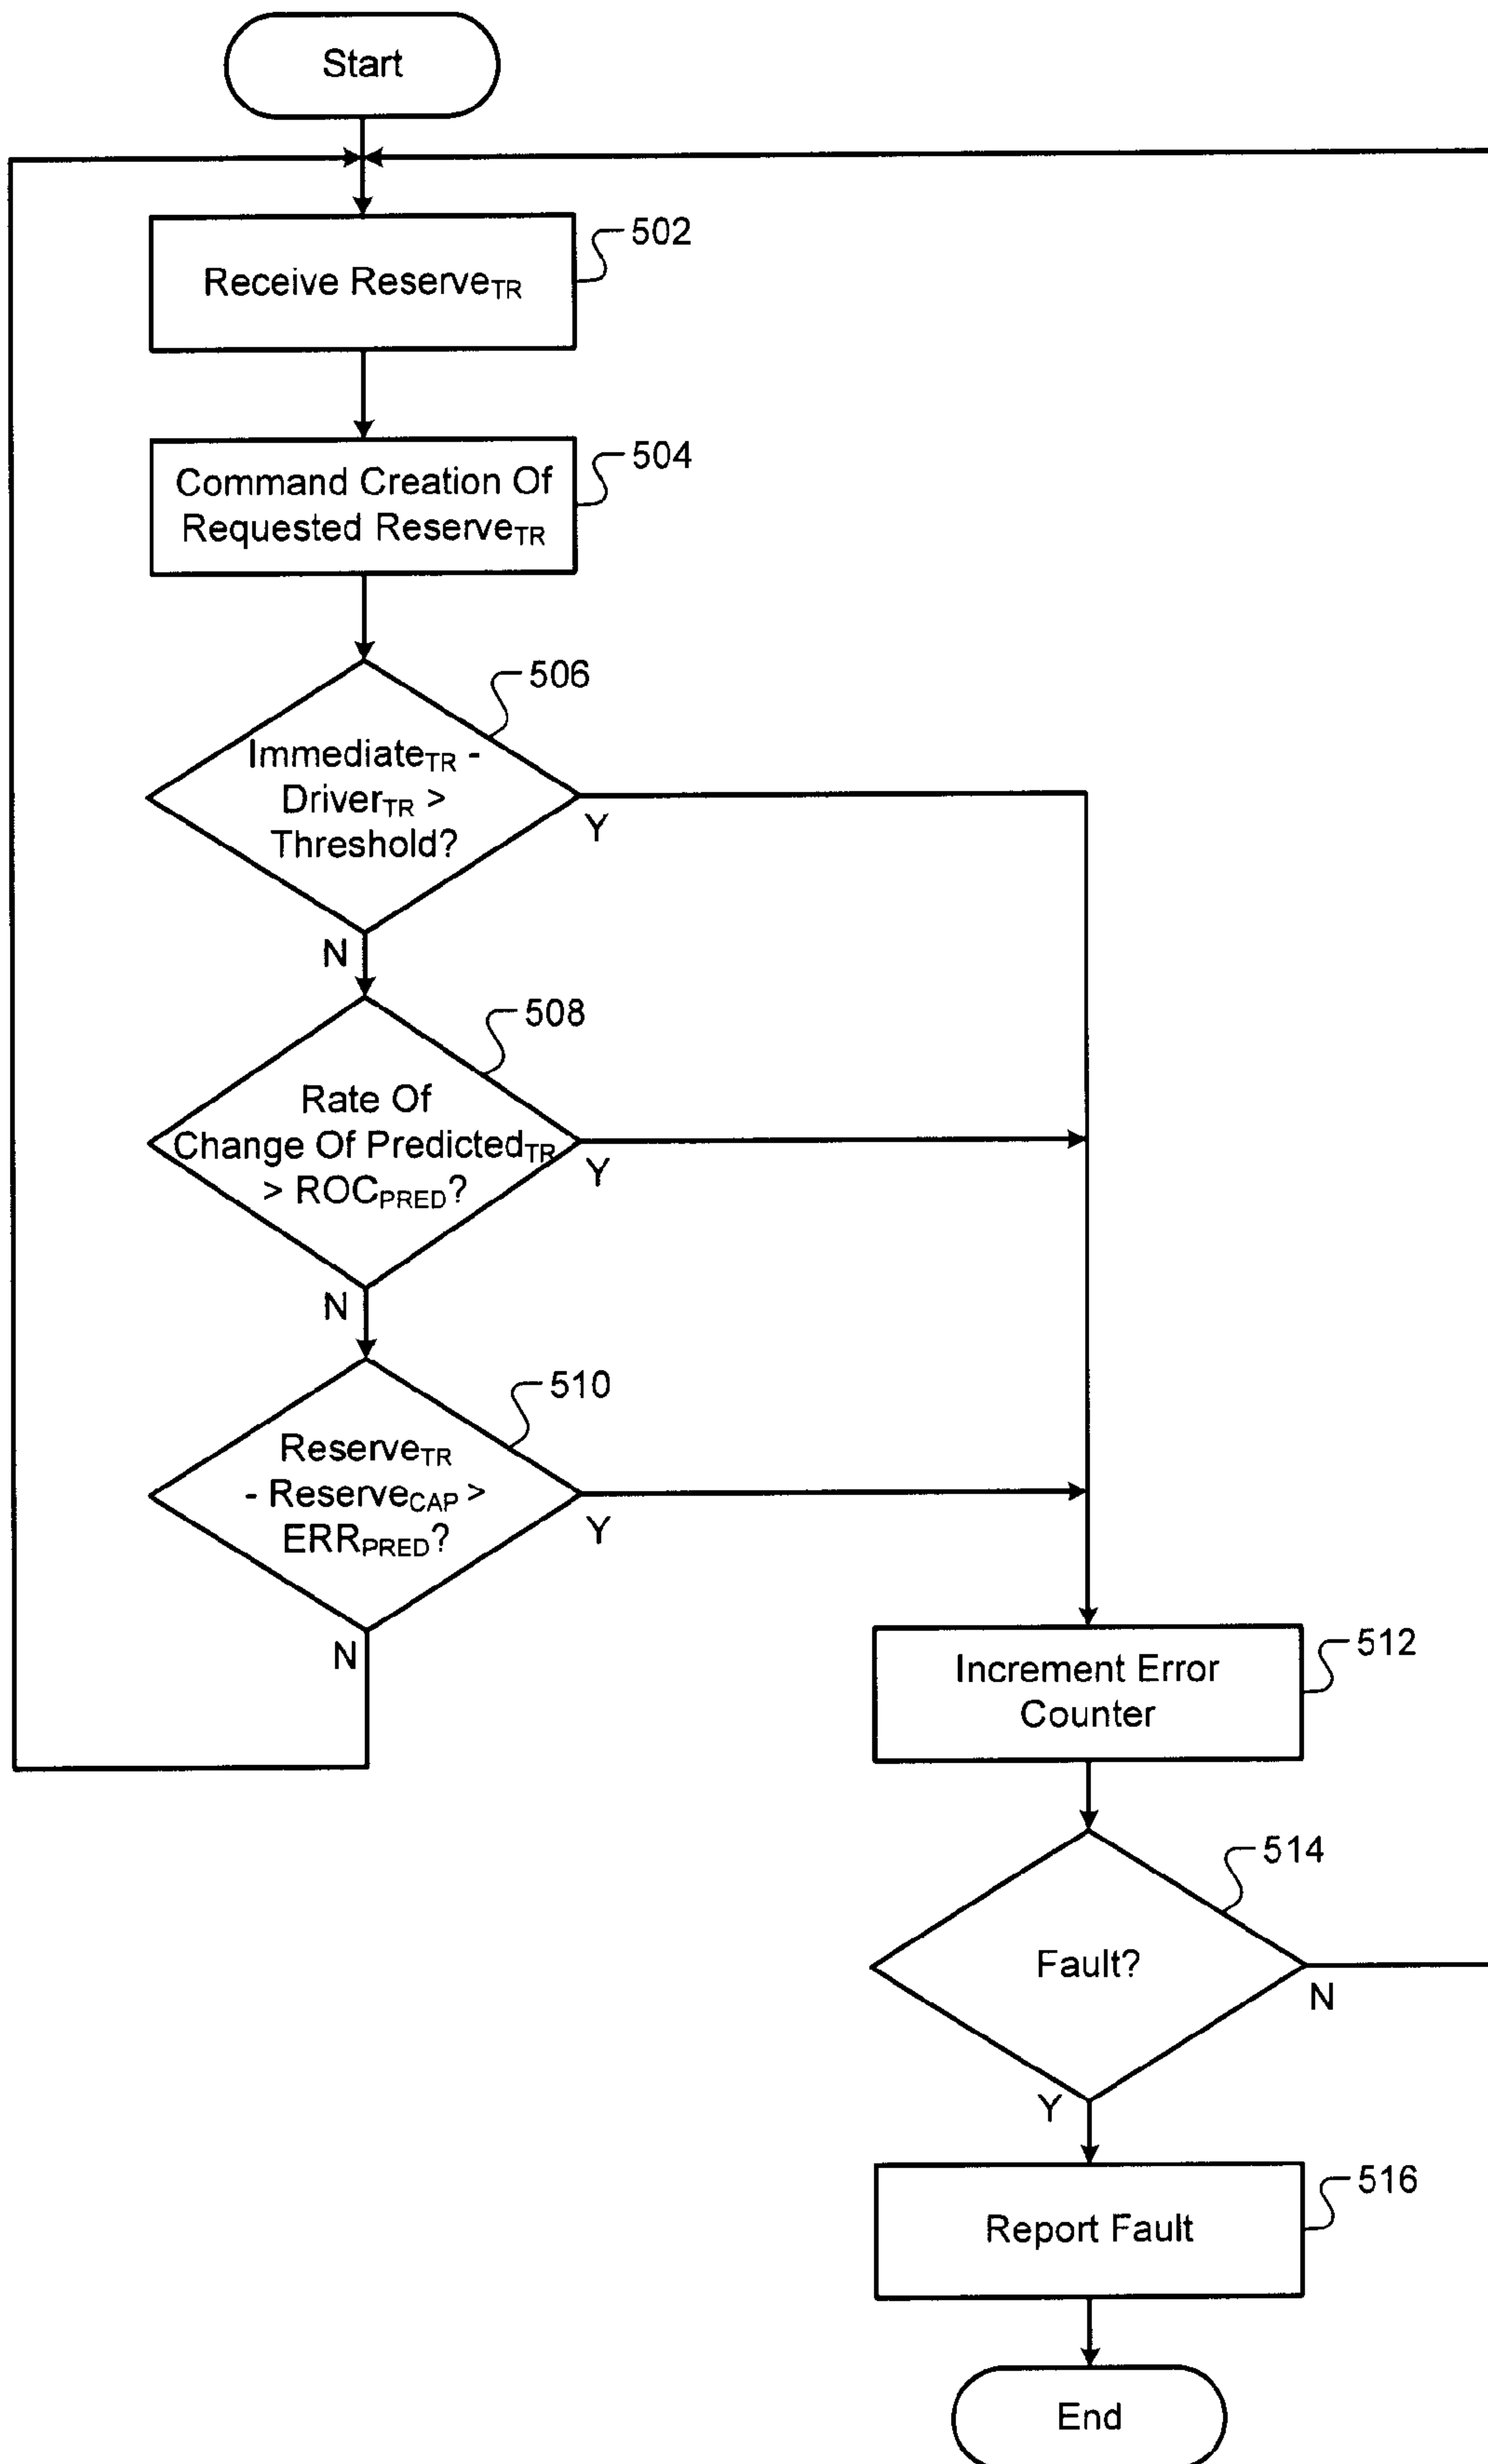 Start
502
Receive ReserveTR
504
Command Creation Of
Requested ReserveTR
506
ImmediateTR -
DriverTR >
Threshold?
Y
N
508
Rate Of
Change Of PredictedTR
> ROCPRED?
Y
N
510
ReserveTR
- ReserveCAP >
ERRPRED?
Y
N
512
Increment Error
Counter
514
Fault?
N
Y
516
Report Fault
End